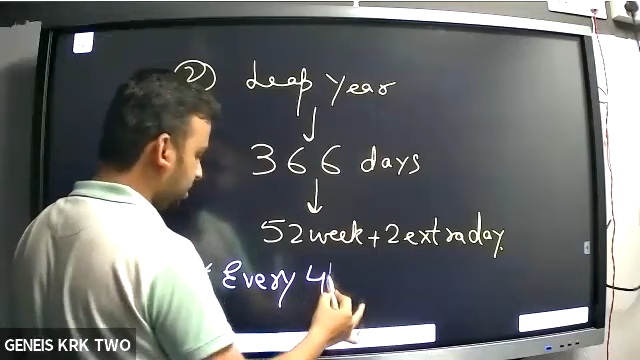 2) Leap Year
366 days
52 week + 2 extra day.
* Every 4
GENEIS KRK TWO